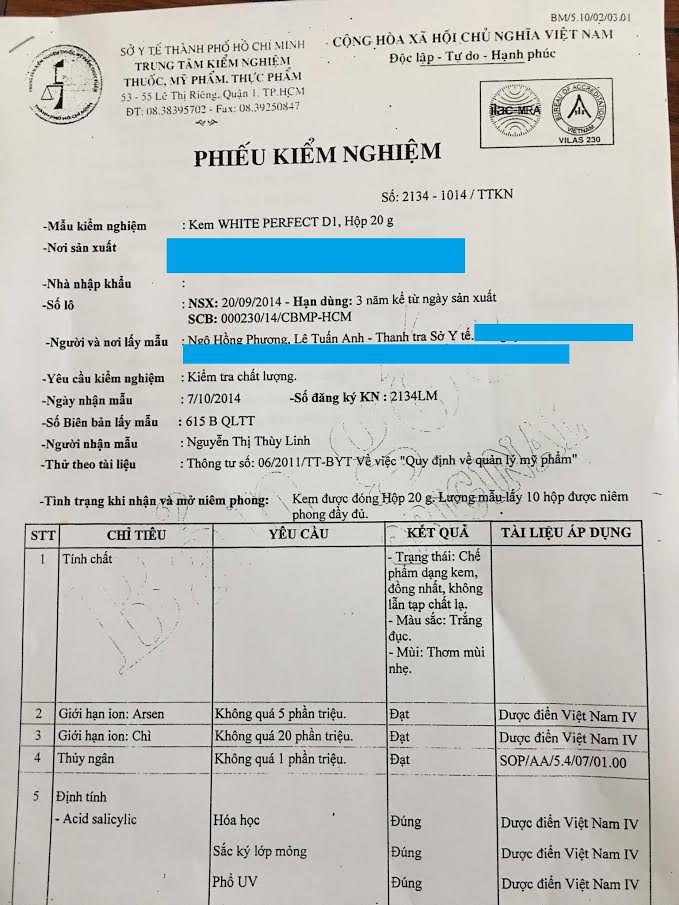 BM/5.10/02/03.01
SỞ Y TẾ THÀNH PHỐ HỒ CHÍ MINH
TRUNG TÂM KIỂM NGHIỆM
THUỐC, MỸ PHẨM, THỰC PHẨM
53 - 55 Lê Thị Riêng, Quận 1. TP.HCM
ĐT: 08.38395702 - Fax: 08.39250847
CỘNG HÒA XÃ HỘI CHỦ NGHĨA VIỆT NAM
Độc lập - Tự do - Hạnh phúc
ilac-MRA
BUREAU OF ACCREDITATION
VIETNAM
VILAS 230
PHIẾU KIỂM NGHIỆM
Số: 2134 - 1014 / TTKN
-Mẫu kiểm nghiệm : Kem WHITE PERFECT D1, Hộp 20 g
-Nơi sản xuất
-Nhà nhập khẩu :
-Số lô : NSX: 20/09/2014 - Hạn dùng: 3 năm kể từ ngày sản xuất
SCB: 000230/14/CBMP-HCM
-Người và nơi lấy mẫu : Ngô Hồng Phương, Lê Tuấn Anh - Thanh tra Sở Y tế.
-Yêu cầu kiểm nghiệm : Kiểm tra chất lượng.
-Ngày nhận mẫu : 7/10/2014 -Số đăng ký KN : 2134LM
-Số Biên bản lấy mẫu : 615 B QLTT
-Người nhận mẫu : Nguyễn Thị Thùy Linh
-Thử theo tài liệu : Thông tư số: 06/2011/TT-BYT Về việc "Quy định về quản lý mỹ phẩm"
-Tình trạng khi nhận và mở niêm phong: Kem được đóng Hộp 20 g. Lượng mẫu lấy 10 hộp được niêm
phong đầy đủ.
STT CHỈ TIÊU YÊU CẦU KẾT QUẢ TÀI LIỆU ÁP DỤNG
1 Tính chất - Trạng thái: Chế
phẩm dạng kem,
đồng nhất, không
lẫn tạp chất lạ.
- Màu sắc: Trắng
đục.
- Mùi: Thơm mùi
nhẹ.
2 Giới hạn ion: Arsen Không quá 5 phần triệu. Đạt Dược điển Việt Nam IV
3 Giới hạn ion: Chì Không quá 20 phần triệu. Đạt Dược điển Việt Nam IV
4 Thủy ngân Không quá 1 phần triệu. Đạt SOP/AA/5.4/07/01.00
5 Định tính
- Acid salicylic Hóa học Đúng Dược điển Việt Nam IV
Sắc ký lớp mỏng Đúng Dược điển Việt Nam IV
Phổ UV Đúng Dược điển Việt Nam IV